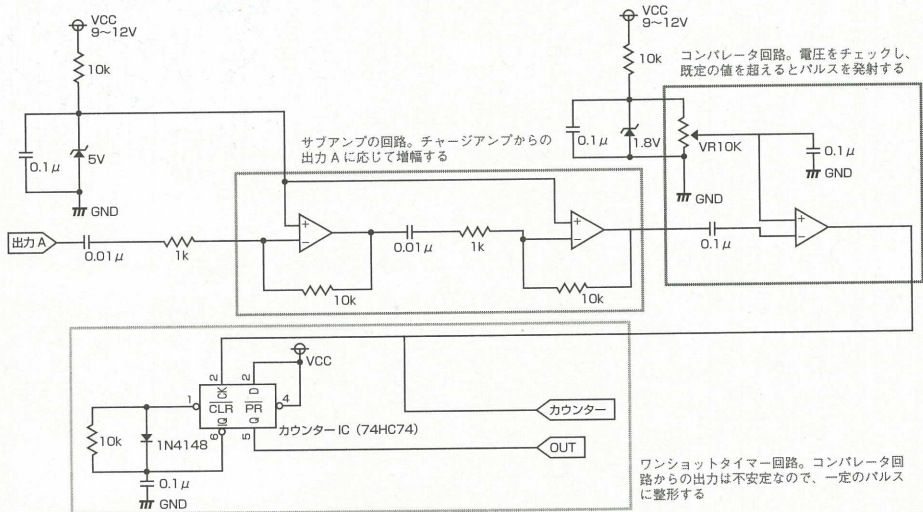 VCC
9〜12V
10k
0.1μ
5V
GND
出力A
0.01μ
1k
サブアンプの回路。チャージアンプからの
出力Aに応じて増幅する
+
−
10k
0.01μ
1k
+
−
10k
VCC
9〜12V
10k
0.1μ
1.8V
GND
コンパレータ回路。電圧をチェックし、
既定の値を超えるとパルスを発射する
VR10K
0.1μ
0.1μ
+
−
VCC
2
2
CK
D
1
CLR
PR
4
Q
Q
6
5
カウンターIC(74HC74)
10k
1N4148
0.1μ
GND
カウンター
OUT
ワンショットタイマー回路。コンパレータ回
路からの出力は不安定なので、一定のパルス
に整形する